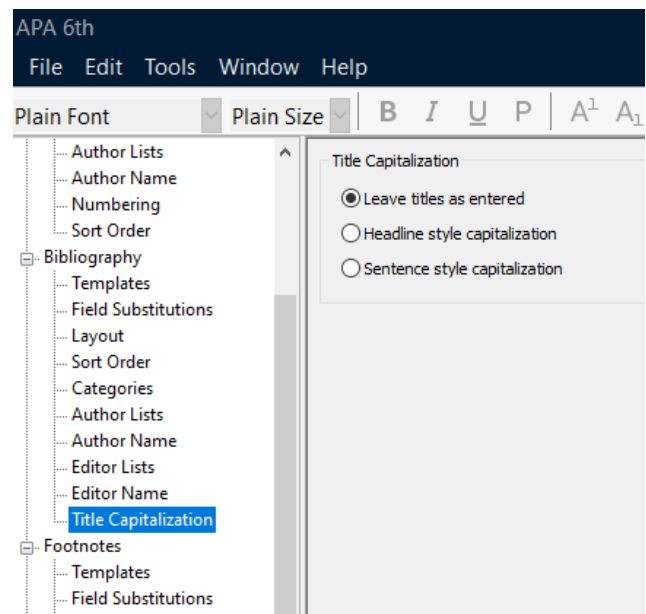 APA 6th
File Edit Tools Window Help
Plain Font Plain Size B I U P A1 A1
Author Lists
Author Name
Numbering
Sort Order
Bibliography
Templates
Field Substitutions
Layout
Sort Order
Categories
Author Lists
Author Name
Editor Lists
Editor Name
Title Capitalization
Footnotes
Templates
Field Substitutions
Title Capitalization
Leave titles as entered
Headline style capitalization
Sentence style capitalization